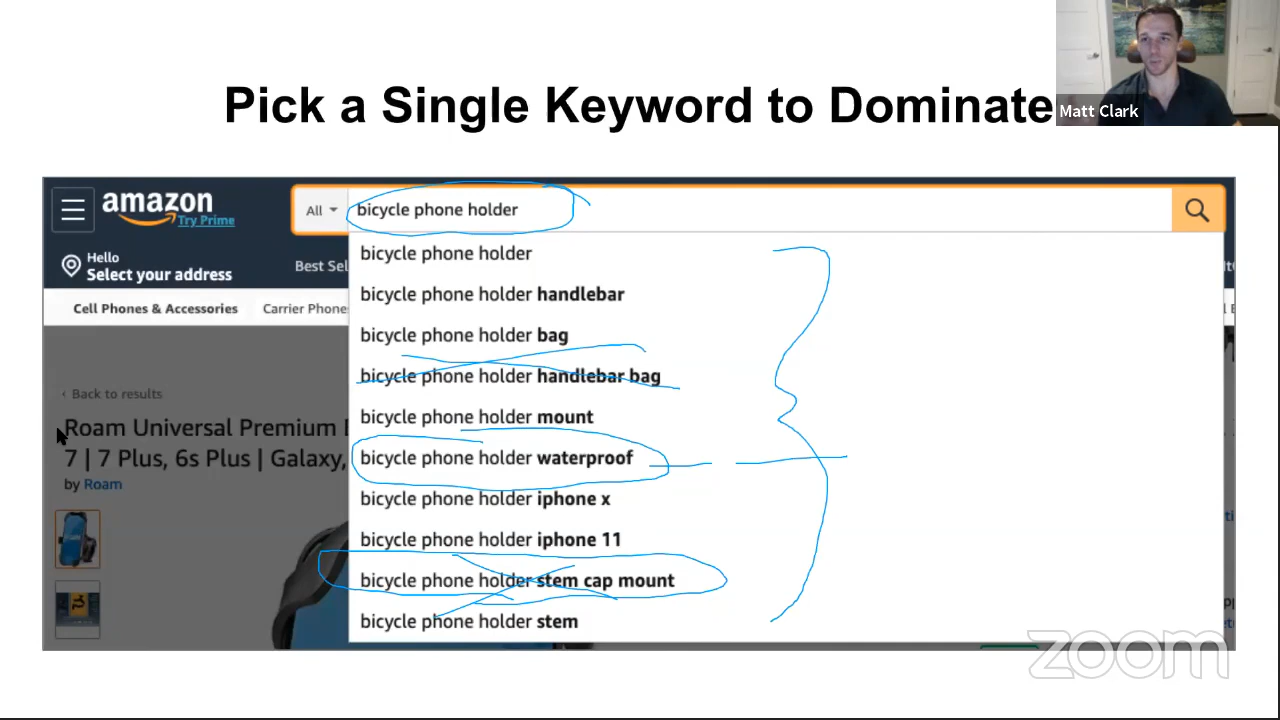 Pick a Single Keyword to Dominate
Matt Clark
amazon
Try Prime
All
bicycle phone holder
Hello
Select your address
Best Sel
Cell Phones & Accessories
Carrier Phone
bicycle phone holder
bicycle phone holder handlebar
bicycle phone holder bag
bicycle phone holder handlebar bag
bicycle phone holder mount
bicycle phone holder waterproof
bicycle phone holder iphone x
bicycle phone holder iphone 11
bicycle phone holder stem cap mount
bicycle phone holder stem
‹ Back to results
Roam Universal Premium
7 | 7 Plus, 6s Plus | Galaxy,
by Roam
zoom